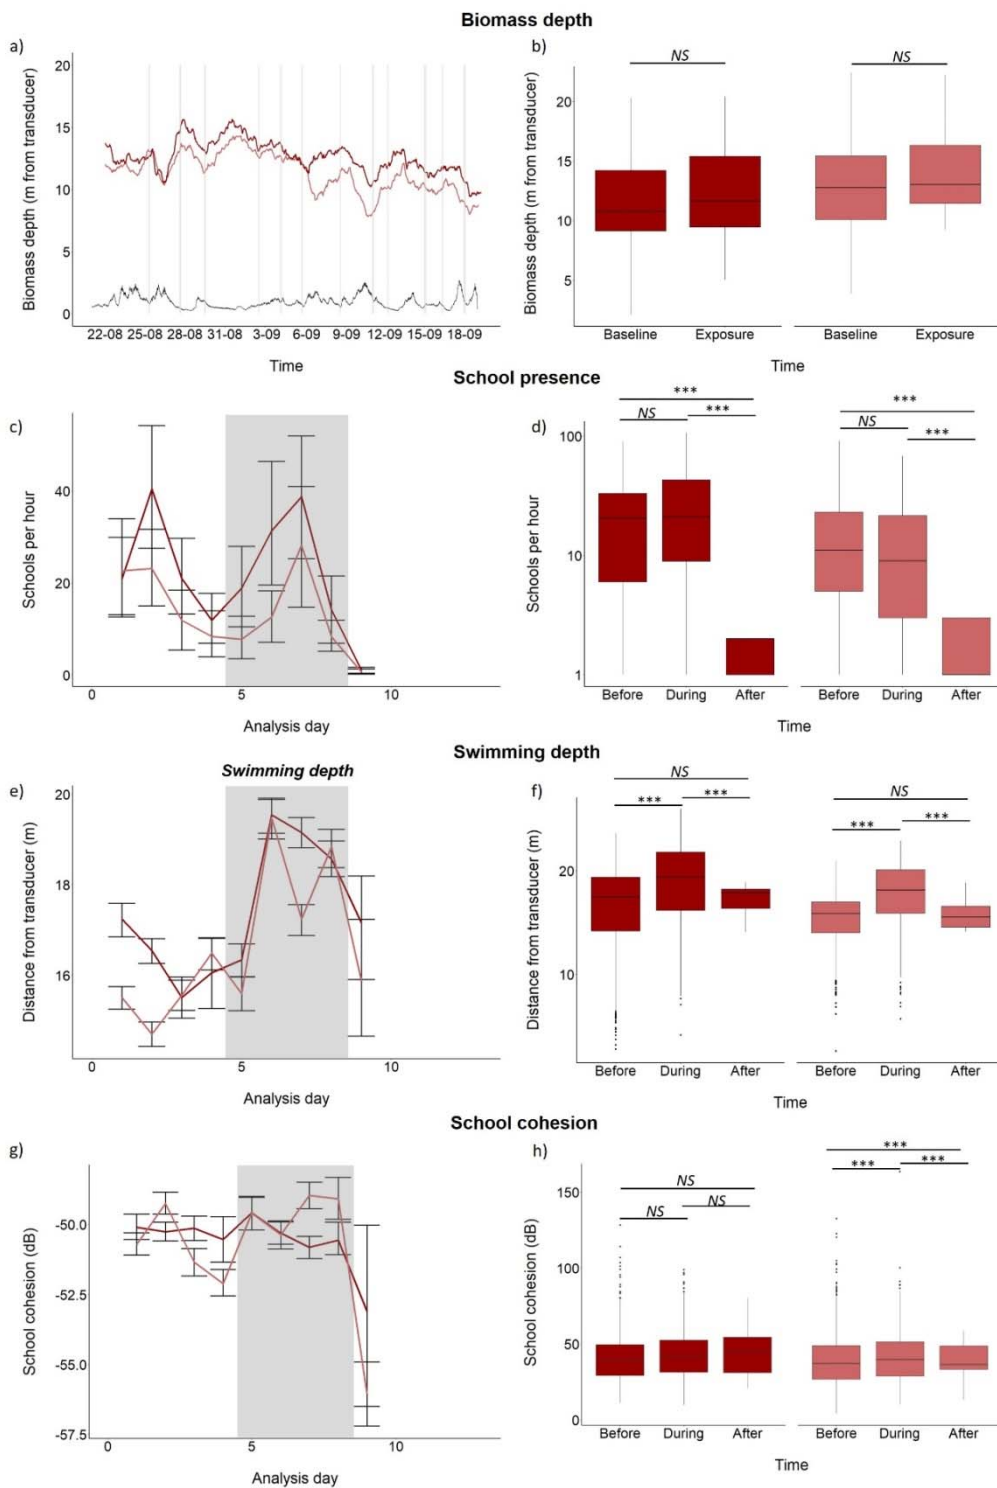 Biomass depth
a)
b)
Biomass depth (m from transducer)
20
15
10
5
0
22-08 25-08 28-08 31-08 3-09 6-09 9-09 12-09 15-09 18-09
Time
Biomass depth (m from transducer)
20
15
10
5
NS
NS
Baseline Exposure Baseline Exposure
Time
School presence
c)
d)
Schools per hour
40
20
0
0 5 10
Analysis day
Schools per hour
100
10
1
***
NS ***
***
NS ***
Before During After Before During After
Time
Swimming depth
Swimming depth
e)
f)
Distance from transducer (m)
20
18
16
0 5 10
Analysis day
Distance from transducer (m)
20
10
NS
*** ***
NS
*** ***
Before During After Before During After
Time
School cohesion
g)
h)
School cohesion (dB)
-50.0
-52.5
-55.0
-57.5
0 5 10
Analysis day
School cohesion (dB)
150
100
50
0
NS
NS NS
***
*** ***
Before During After Before During After
Time